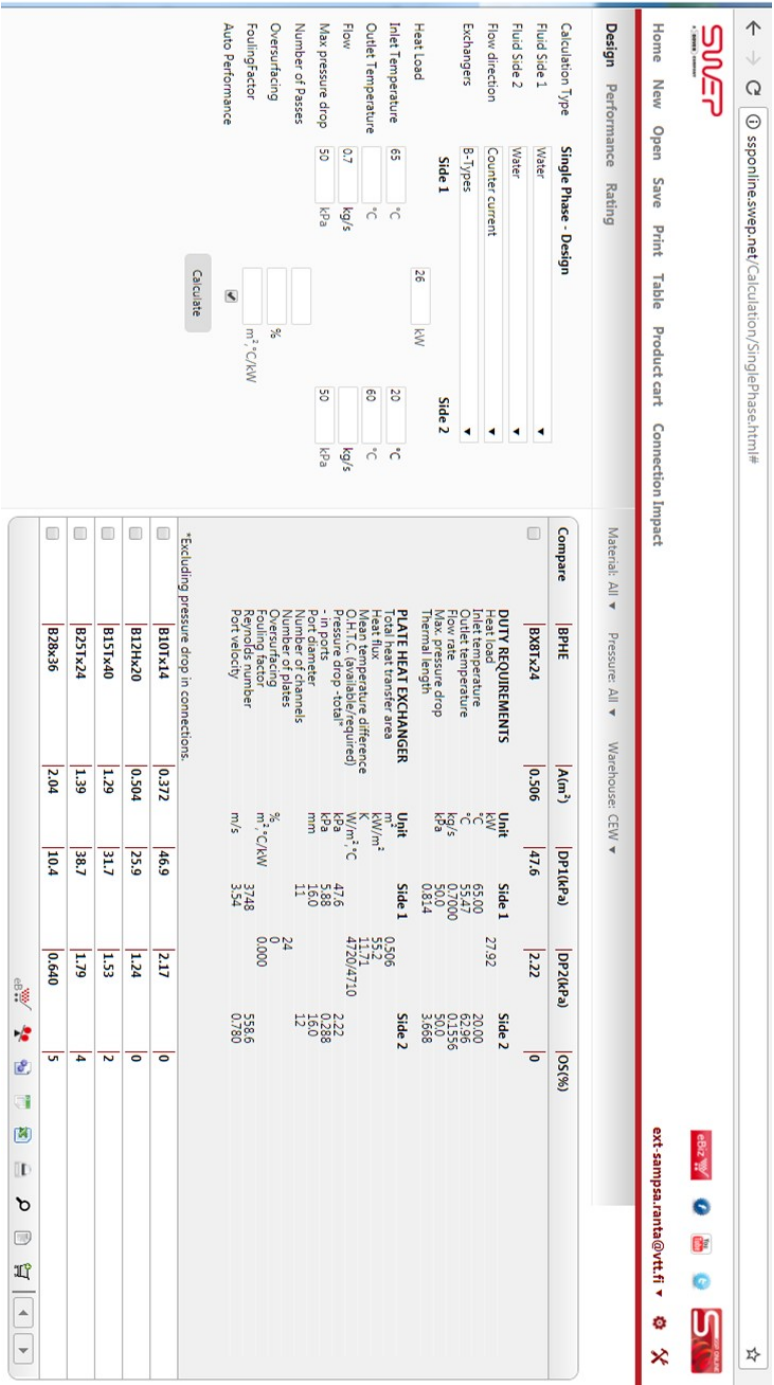 ssponline.swep.net/Calculation/SinglePhase.html#
SWEP
eBiz
You Tube
SSP ONLINE
Home New Open Save Print Table Product cart Connection Impact
ext-sampsa.ranta@vtt.fi
Design Performance Rating
Material: All Pressure: All Warehouse: CEW
Calculation Type Single Phase - Design
Fluid Side 1 Water
Fluid Side 2 Water
Flow direction Counter current
Exchangers B-Types
Side 1 Side 2
Heat Load 26 kW
Inlet Temperature 65 °C 20 °C
Outlet Temperature °C 60 °C
Flow 0.7 kg/s kg/s
Max pressure drop 50 kPa 50 kPa
Number of Passes
Oversurfacing %
FoulingFactor m²,°C/kW
Auto Performance
Calculate
Compare BPHE A(m²) DP1(kPa) DP2(kPa) OS(%)
BX8Tx24 0.506 47.6 2.22 0
DUTY REQUIREMENTS Unit Side 1 Side 2
Heat load kW 27.92
Inlet temperature °C 65.00 20.00
Outlet temperature °C 55.47 62.96
Flow rate kg/s 0.7000 0.1556
Max. pressure drop kPa 50.0 50.0
Thermal length 0.814 3.668
PLATE HEAT EXCHANGER Unit Side 1 Side 2
Total heat transfer area m² 0.506
Heat flux kW/m² 55.2
Mean temperature difference K 11.71
O.H.T.C. (available/required) W/m²,°C 4720/4710
Pressure drop -total* kPa 47.6 2.22
- in ports kPa 5.88 0.288
Port diameter mm 16.0 16.0
Number of channels 11 12
Number of plates 24
Oversurfacing % 0
Fouling factor m²,°C/kW 0.000
Reynolds number 3748 558.6
Port velocity m/s 3.54 0.780
*Excluding pressure drop in connections.
B10Tx14 0.372 46.9 2.17 0
B12Hx20 0.504 25.9 1.24 0
B15Tx40 1.29 31.7 1.53 2
B25Tx24 1.39 38.7 1.79 4
B28x36 2.04 10.4 0.640 5
eB